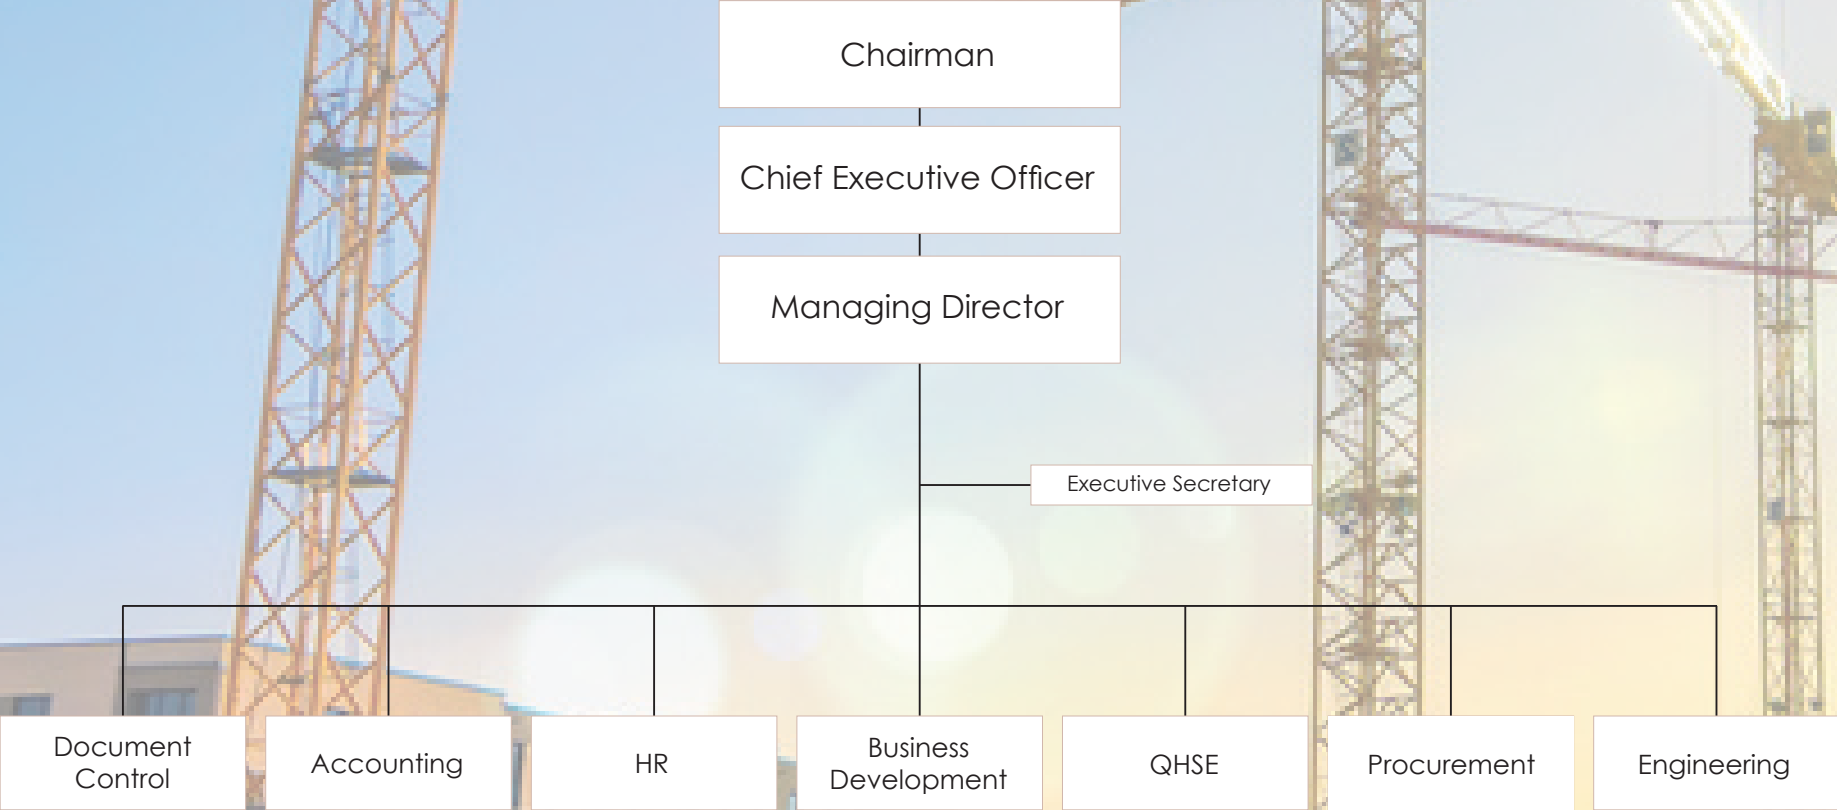 Chairman
Chief Executive Officer
Managing Director
Executive Secretary
Document
Control
Accounting
HR
Business
Development
QHSE
Procurement
Engineering